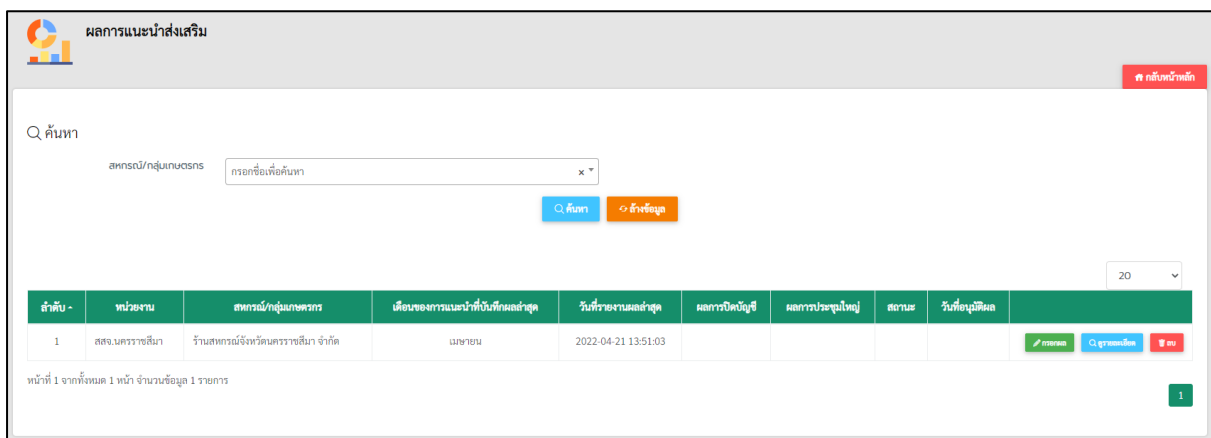 ผลการแนะนำส่งเสริม
กลับหน้าหลัก
ค้นหา
สหกรณ์/กลุ่มเกษตรกร
กรอกชื่อเพื่อค้นหา × 
ค้นหา ล้างข้อมูล
20
ลำดับ หน่วยงาน สหกรณ์/กลุ่มเกษตรกร เดือนของการแนะนำที่บันทึกผลล่าสุด วันที่รายงานผลล่าสุด ผลการปิดบัญชี ผลการประชุมใหญ่ สถานะ วันที่อนุมัติผล
1 สสจ.นครราชสีมา ร้านสหกรณ์จังหวัดนครราชสีมา จำกัด เมษายน 2022-04-21 13:51:03 กรอกผล ดูรายละเอียด ลบ
หน้าที่ 1 จากทั้งหมด 1 หน้า จำนวนข้อมูล 1 รายการ
1